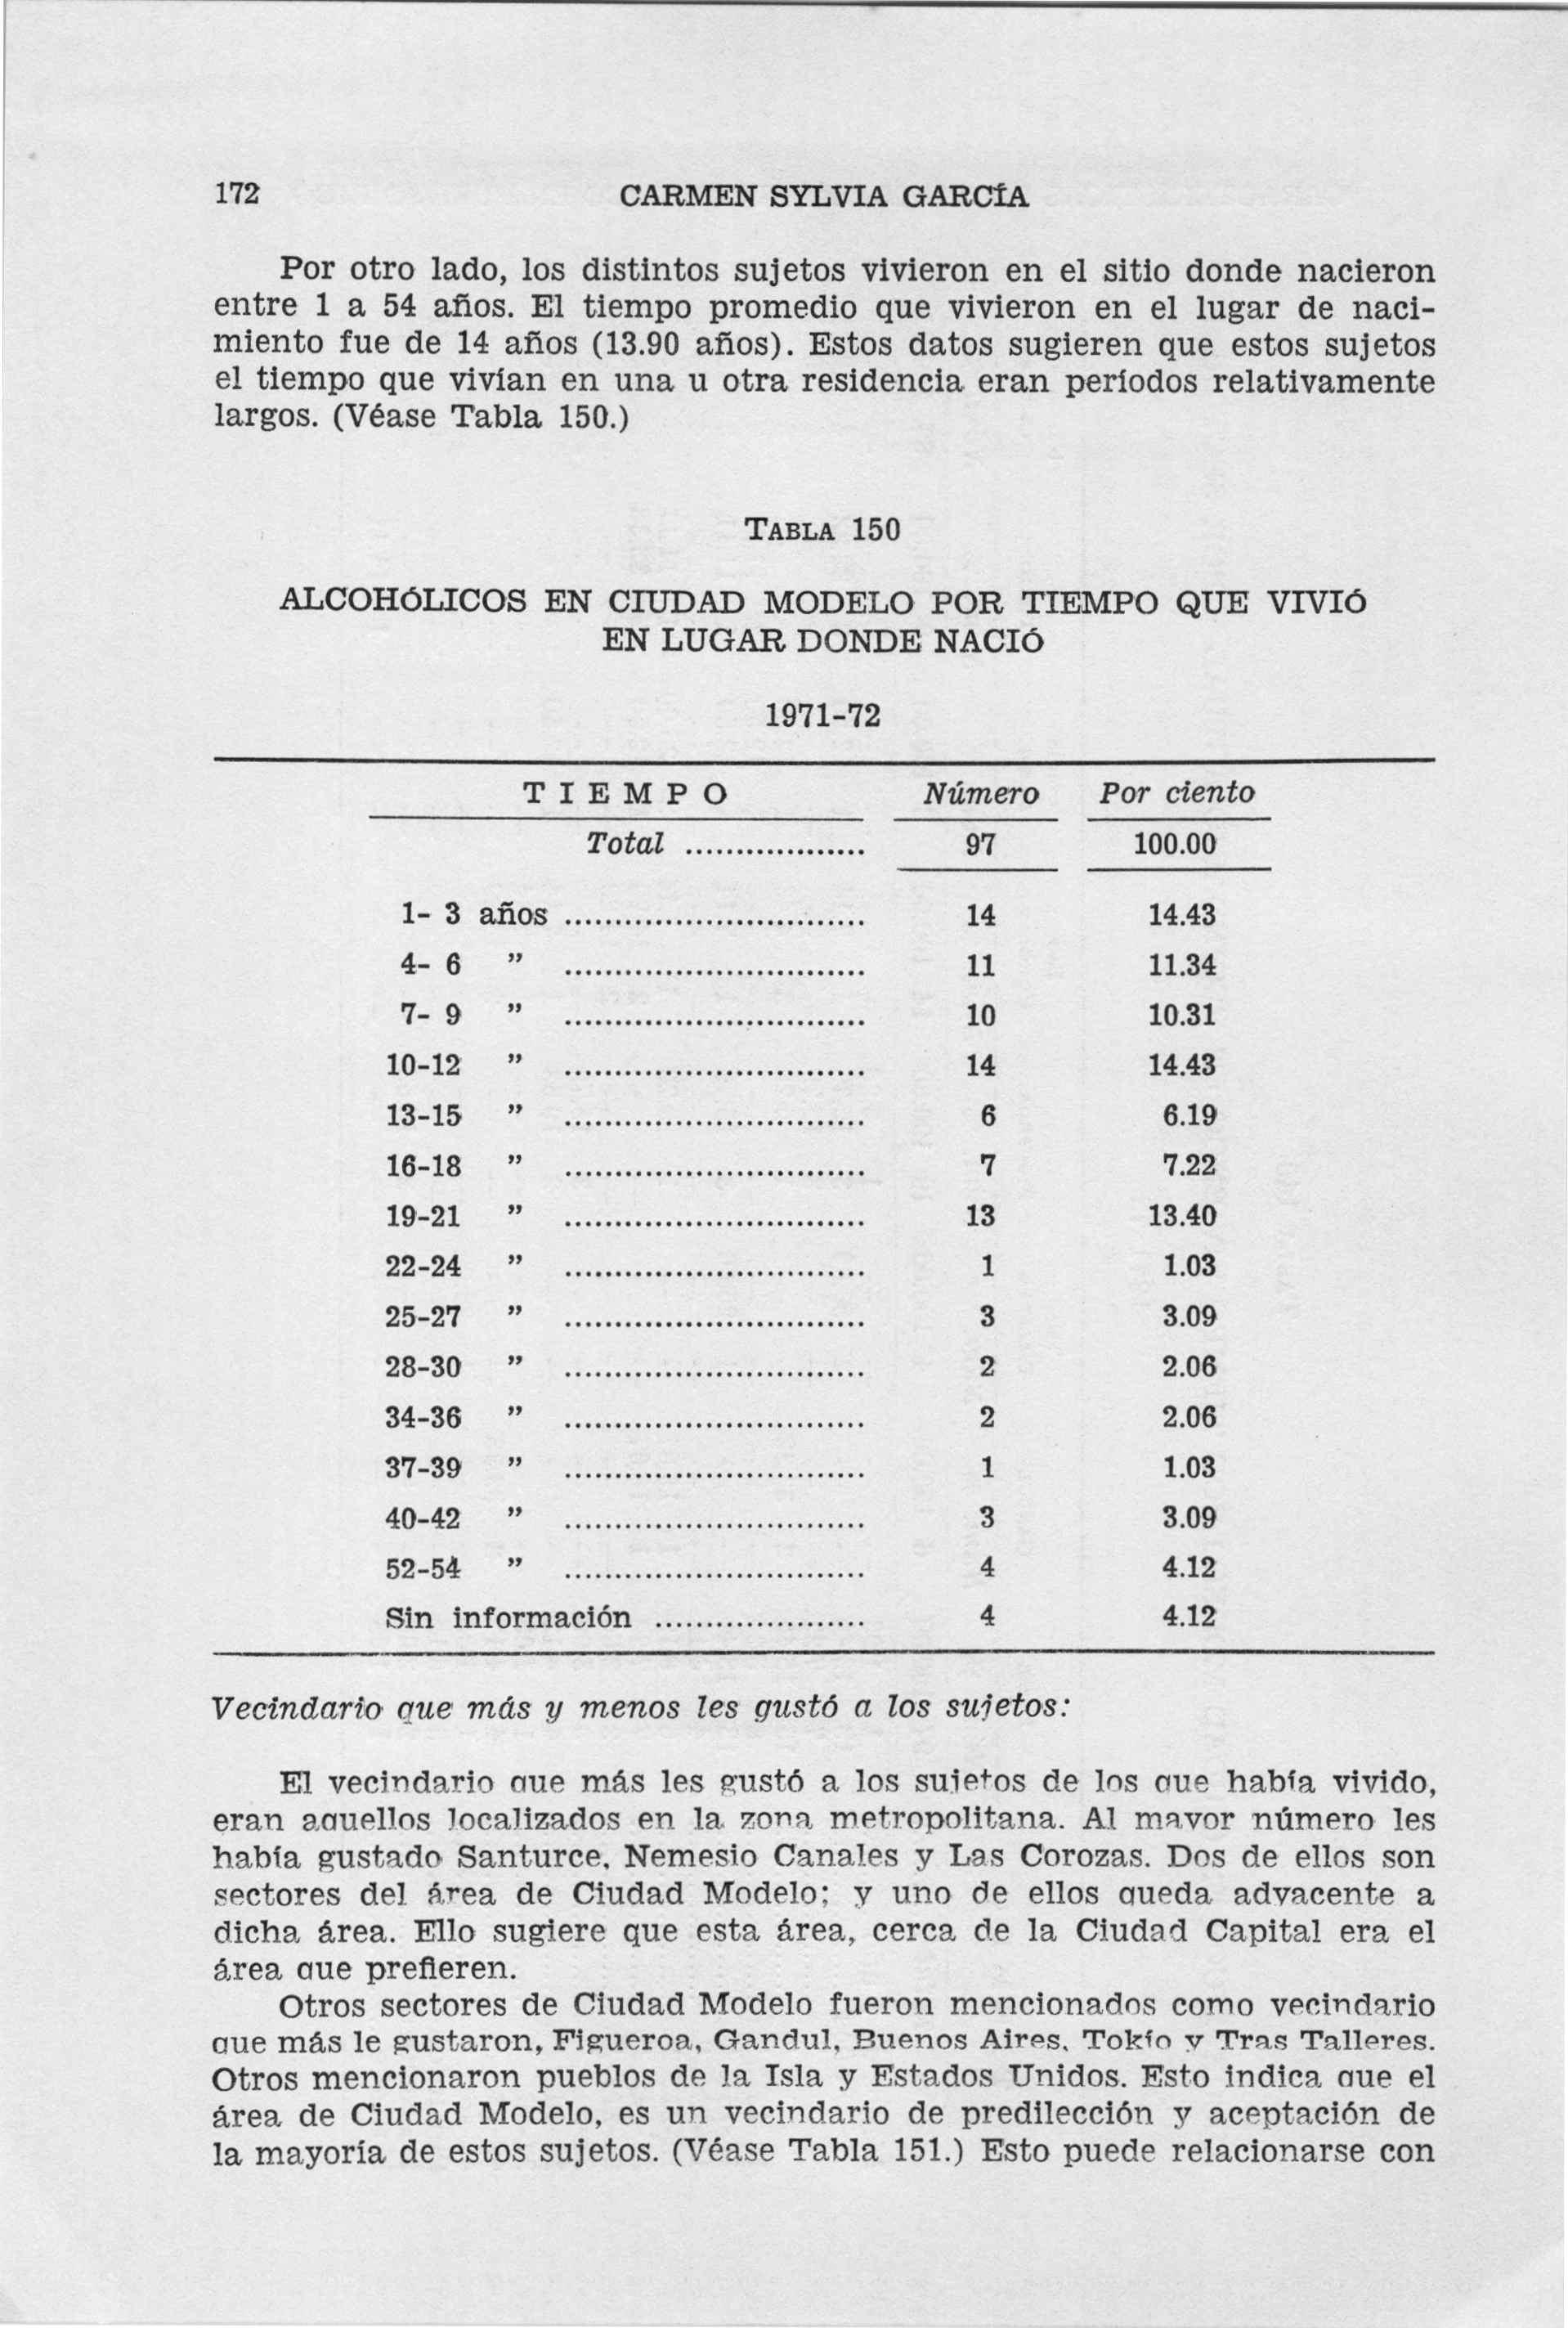 172 CARMEN SYLVIA GARCÍA
Por otro lado, los distintos sujetos vivieron en el sitio donde nacieron
entre 1 a 54 años. El tiempo promedio que vivieron en el lugar de naci-
miento fue de 14 años (13.90 años). Estos datos sugieren que estos sujetos
el tiempo que vivían en una u otra residencia eran períodos relativamente
largos. (Véase Tabla 150.)
TABLA 150
ALCOHÓLICOS EN CIUDAD MODELO POR TIEMPO QUE VIVIÓ
EN LUGAR DONDE NACIÓ
1971-72
TIEMPO Número Por ciento
Total .................. 97 100.00
1- 3 años .............................. 14 14.43
4- 6 " .............................. 11 11.34
7- 9 " .............................. 10 10.31
10-12 " .............................. 14 14.43
13-15 " .............................. 6 6.19
16-18 " .............................. 7 7.22
19-21 " .............................. 13 13.40
22-24 " .............................. 1 1.03
25-27 " .............................. 3 3.09
28-30 " .............................. 2 2.06
34-36 " .............................. 2 2.06
37-39 " .............................. 1 1.03
40-42 " .............................. 3 3.09
52-54 " .............................. 4 4.12
Sin información ..................... 4 4.12
Vecindario que más y menos les gustó a los sujetos:
El vecindario que más les gustó a los sujetos de los que había vivido,
eran aquellos localizados en la zona metropolitana. Al mayor número les
había gustado Santurce, Nemesio Canales y Las Corozas. Dos de ellos son
sectores del área de Ciudad Modelo; y uno de ellos queda adyacente a
dicha área. Ello sugiere que esta área, cerca de la Ciudad Capital era el
área que prefieren.
Otros sectores de Ciudad Modelo fueron mencionados como vecindario
que más le gustaron, Figueroa, Gandul, Buenos Aires, Tokío y Tras Talleres.
Otros mencionaron pueblos de la Isla y Estados Unidos. Esto indica que el
área de Ciudad Modelo, es un vecindario de predilección y aceptación de
la mayoría de estos sujetos. (Véase Tabla 151.) Esto puede relacionarse con